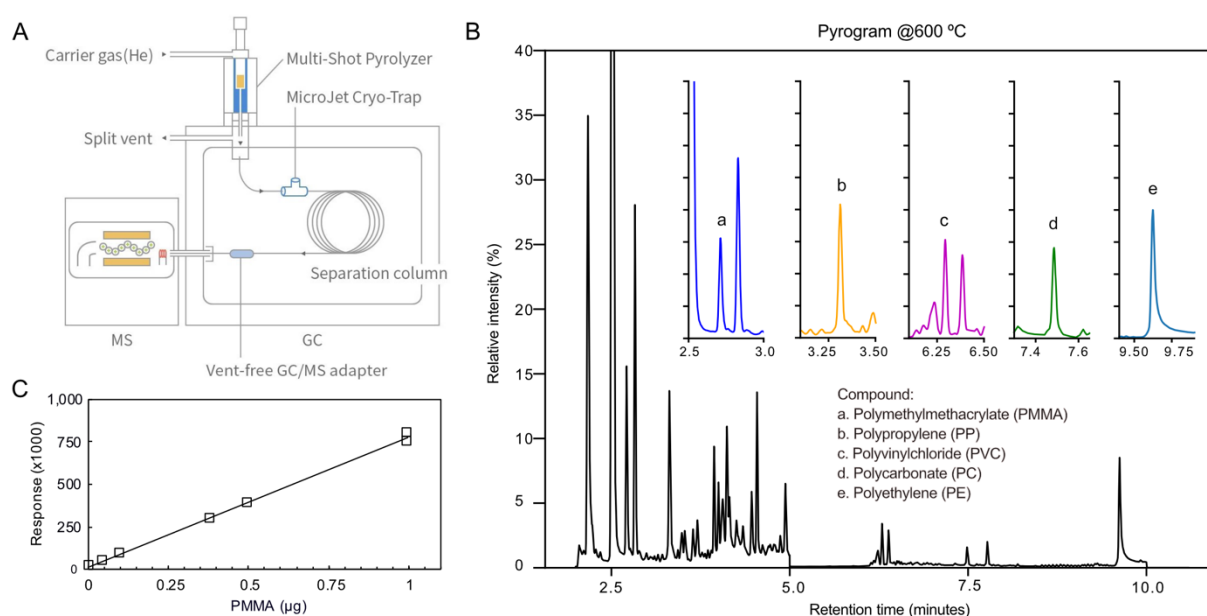 A
Carrier gas(He)
Multi-Shot Pyrolyzer
MicroJet Cryo-Trap
Split vent
Separation column
MS
GC
Vent-free GC/MS adapter
B
Pyrogram @600 ºC
Relative intensity (%)
40
35
30
25
20
15
10
5
0
2.5
5.0
7.5
10.0
Retention time (minutes)
a
2.5
3.0
b
3.25
3.50
c
6.25
6.50
d
7.4
7.6
e
9.50
9.75
Compound:
a. Polymethylmethacrylate (PMMA)
b. Polypropylene (PP)
c. Polyvinylchloride (PVC)
d. Polycarbonate (PC)
e. Polyethylene (PE)
C
Response (x1000)
1,000
750
500
250
0
0
0.25
0.5
0.75
1
PMMA (µg)